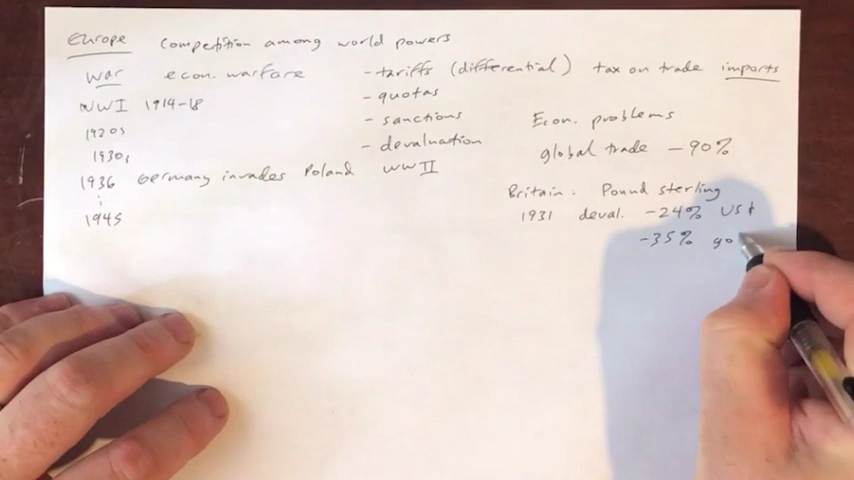 Europe competition among world powers
war econ. warfare - tariffs (differential) tax on trade imports
WWI 1914-18 - quotas
1920s - sanctions Econ. problems
1930s - devaluation global trade -90%
1936 Germany invades Poland WWII
: Britain: Pound sterling
1945 1931 deval. -24% US$
-35% go